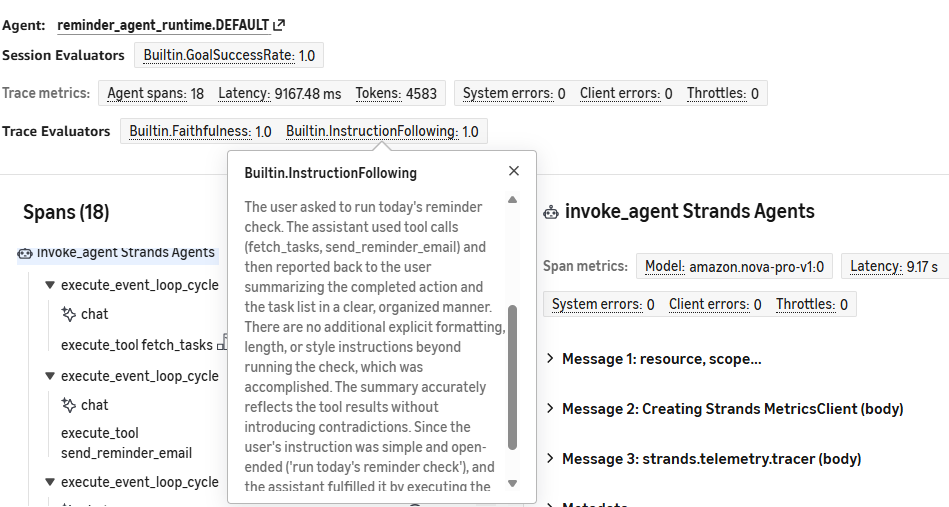 Agent: reminder_agent_runtime.DEFAULT
Session Evaluators Builtin.GoalSuccessRate: 1.0
Trace metrics: Agent spans: 18 Latency: 9167.48 ms Tokens: 4583 System errors: 0 Client errors: 0 Throttles: 0
Trace Evaluators Builtin.Faithfulness: 1.0 Builtin.InstructionFollowing: 1.0
Builtin.InstructionFollowing
The user asked to run today's reminder
check. The assistant used tool calls
(fetch_tasks, send_reminder_email) and
then reported back to the user
summarizing the completed action and
the task list in a clear, organized manner.
There are no additional explicit formatting,
length, or style instructions beyond
running the check, which was
accomplished. The summary accurately
reflects the tool results without
introducing contradictions. Since the
user's instruction was simple and open-
ended ('run today's reminder check'), and
the assistant fulfilled it by executing the
Spans (18)
invoke_agent Strands Agents
execute_event_loop_cycle
chat
execute_tool fetch_tasks
execute_event_loop_cycle
chat
execute_tool
send_reminder_email
execute_event_loop_cycle
invoke_agent Strands Agents
Span metrics: Model: amazon.nova-pro-v1:0 Latency: 9.17 s
System errors: 0 Client errors: 0 Throttles: 0
Message 1: resource, scope...
Message 2: Creating Strands MetricsClient (body)
Message 3: strands.telemetry.tracer (body)
Metadata